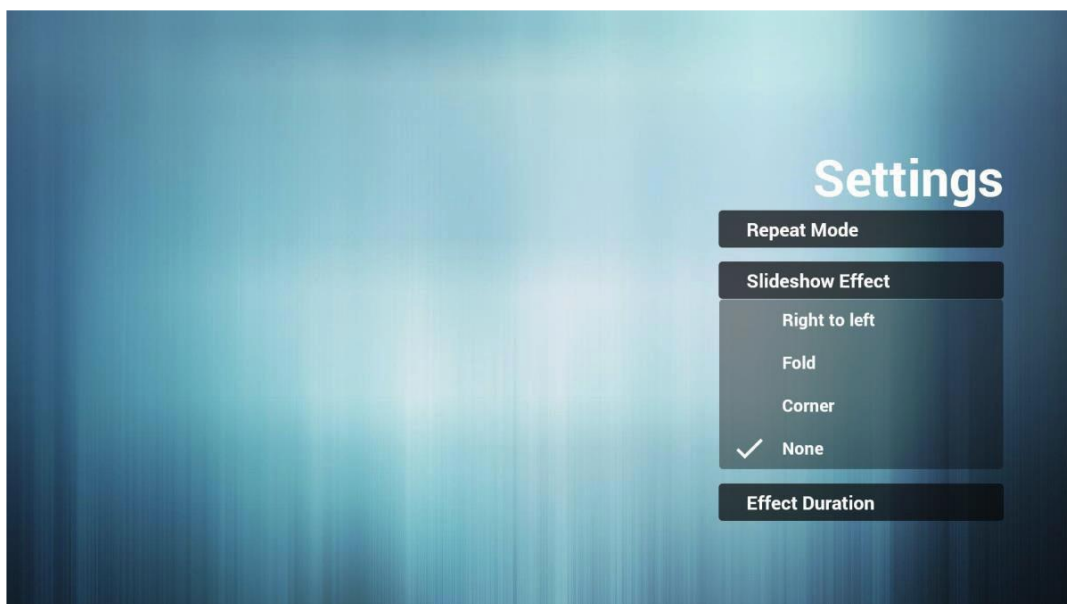 Settings
Repeat Mode
Slideshow Effect
Right to left
Fold
Corner
None
Effect Duration